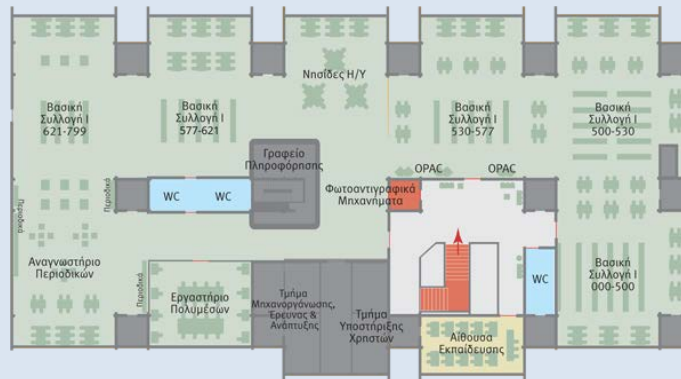 Νησίδες Η/Υ
Βασική
Συλλογή Ι
621-799
Βασική
Συλλογή Ι
577-621
Βασική
Συλλογή Ι
530-577
Βασική
Συλλογή Ι
500-530
Γραφείο
Πληροφόρησης
OPAC
OPAC
Περιοδικά
WC
WC
Φωτοαντιγραφικά
Μηχανήματα
Περιοδικά
Αναγνωστήριο
Περιοδικών
Περιοδικά
Εργαστήριο
Πολυμέσων
Τμήμα
Μηχανοργάνωσης,
Έρευνας &
Ανάπτυξης
Τμήμα
Υποστήριξης
Χρηστών
WC
Βασική
Συλλογή Ι
000-500
Αίθουσα
Εκπαίδευσης